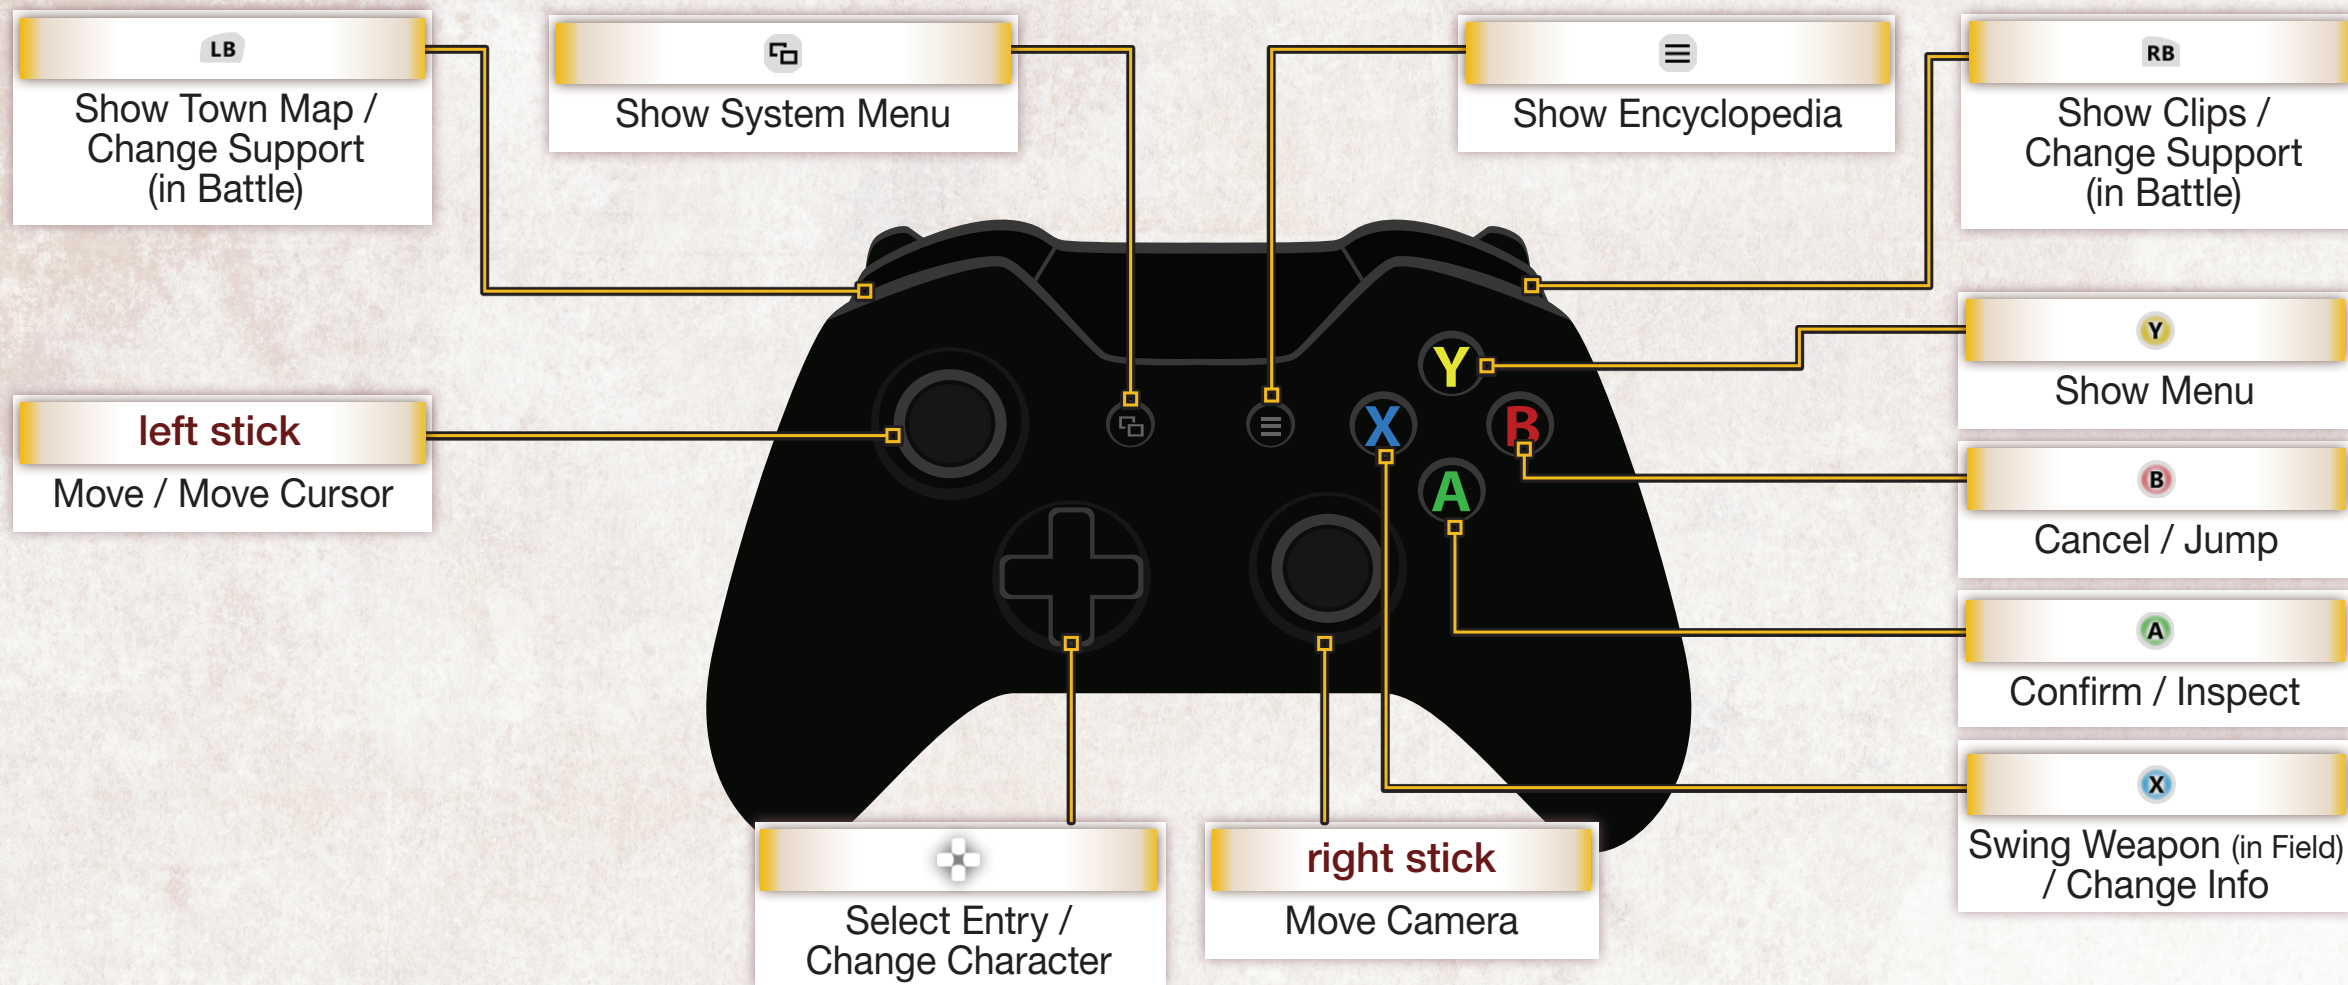 LB
Show Town Map /
Change Support
(in Battle)
Show System Menu
Show Encyclopedia
RB
Show Clips /
Change Support
(in Battle)
Y
Show Menu
left stick
Move / Move Cursor
Y
X
B
A
B
Cancel / Jump
A
Confirm / Inspect
X
Swing Weapon (in Field)
/ Change Info
Select Entry /
Change Character
right stick
Move Camera